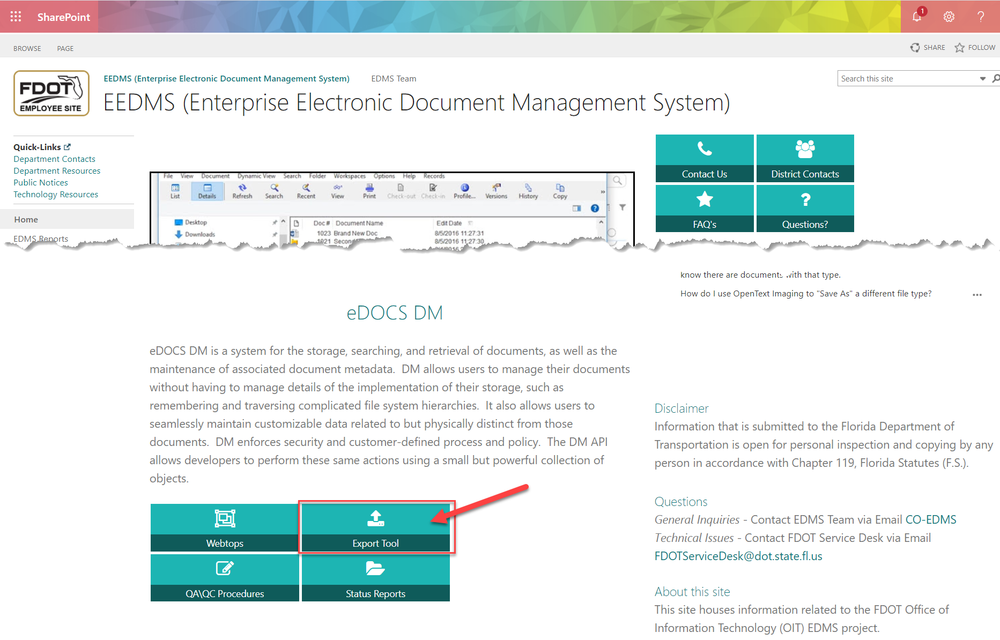 SharePoint
1
BROWSE
PAGE
SHARE
FOLLOW
FDOT
EMPLOYEE SITE
EEDMS (Enterprise Electronic Document Management System)
EDMS Team
Search this site
EEDMS (Enterprise Electronic Document Management System)
Quick-Links
Department Contacts
Department Resources
Public Notices
Technology Resources
Home
EDMS Reports
File View Document Dynamic View Search Folder Workspaces Options Help Records
List Details Refresh Search Recent View Print Check-out Check-in Profile... Versions History Copy
Desktop
Downloads
Doc # Document Name Edit Date
1023 Brand New Doc 8/5/2016 11:27:31
1021 Secon 8/5/2016 11:27:30
Contact Us
District Contacts
FAQ's
Questions?
know there are documents with that type.
How do I use OpenText Imaging to "Save As" a different file type?
eDOCS DM
eDOCS DM is a system for the storage, searching, and retrieval of documents, as well as the
maintenance of associated document metadata. DM allows users to manage their documents
without having to manage details of the implementation of their storage, such as
remembering and traversing complicated file system hierarchies. It also allows users to
seamlessly maintain customizable data related to but physically distinct from those
documents. DM enforces security and customer-defined process and policy. The DM API
allows developers to perform these same actions using a small but powerful collection of
objects.
Webtops
Export Tool
QA\QC Procedures
Status Reports
Disclaimer
Information that is submitted to the Florida Department of
Transportation is open for personal inspection and copying by any
person in accordance with Chapter 119, Florida Statutes (F.S.).
Questions
General Inquiries - Contact EDMS Team via Email CO-EDMS
Technical Issues - Contact FDOT Service Desk via Email
FDOTServiceDesk@dot.state.fl.us
About this site
This site houses information related to the FDOT Office of
Information Technology (OIT) EDMS project.